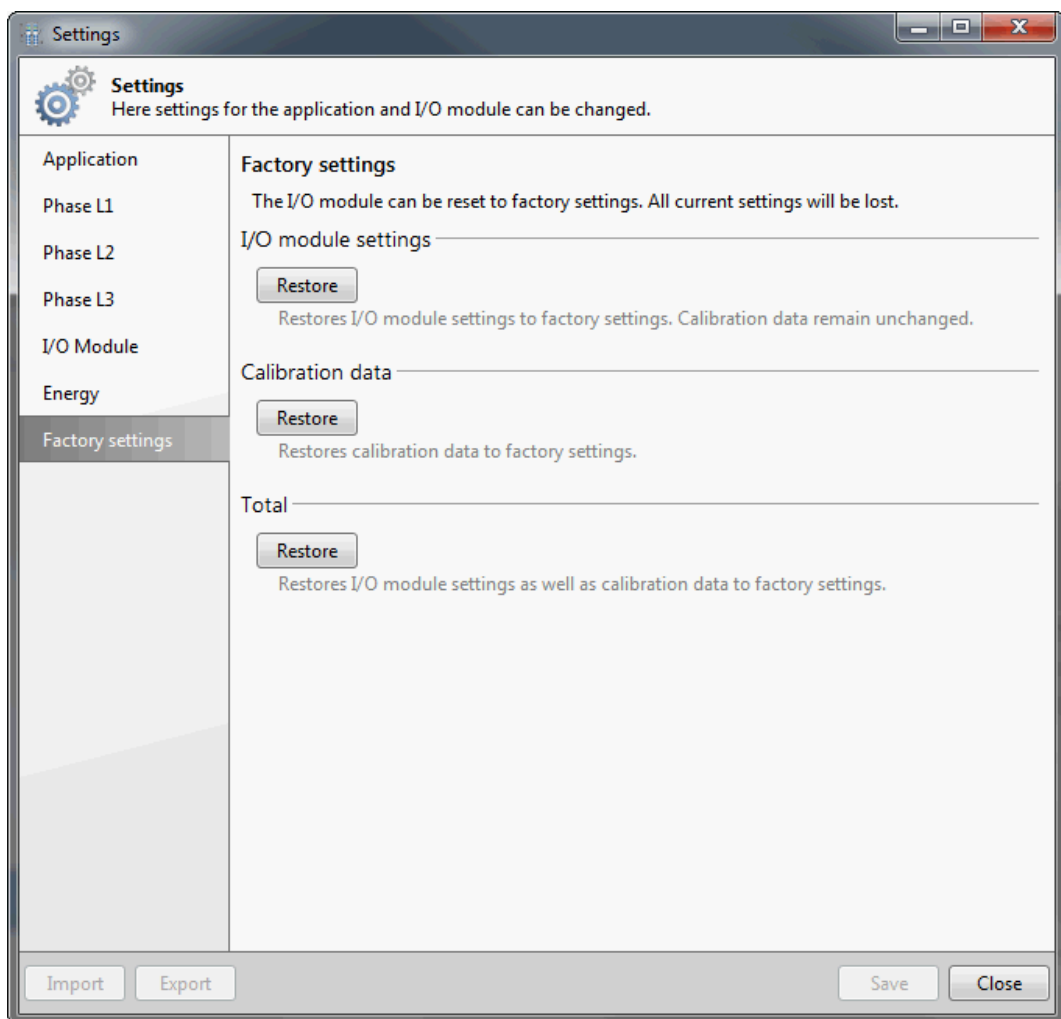 Settings
Settings
Here settings for the application and I/O module can be changed.
Application
Phase L1
Phase L2
Phase L3
I/O Module
Energy
Factory settings
Factory settings
The I/O module can be reset to factory settings. All current settings will be lost.
I/O module settings
Restore
Restores I/O module settings to factory settings. Calibration data remain unchanged.
Calibration data
Restore
Restores calibration data to factory settings.
Total
Restore
Restores I/O module settings as well as calibration data to factory settings.
Import
Export
Save
Close